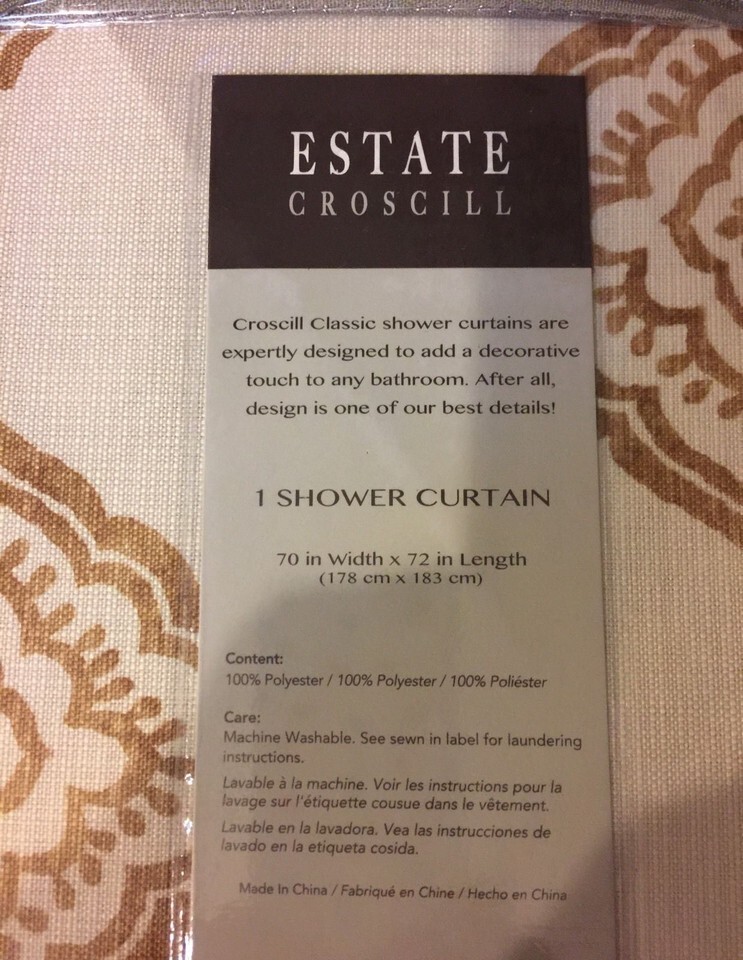 ESTATE
CROSCILL
Croscill Classic shower curtains are
expertly designed to add a decorative
touch to any bathroom. After all,
design is one of our best details!
1 SHOWER CURTAIN
70 in Width x 72 in Length
(178 cm x 183 cm)
Content:
100% Polyester / 100% Polyester / 100% Poliéster
Care:
Machine Washable. See sewn in label for laundering
instructions.
Lavable à la machine. Voir les instructions pour la
lavage sur l'étiquette cousue dans le vêtement.
Lavable en la lavadora. Vea las instrucciones de
lavado en la etiqueta cosida.
Made In China / Fabriqué en Chine / Hecho en China